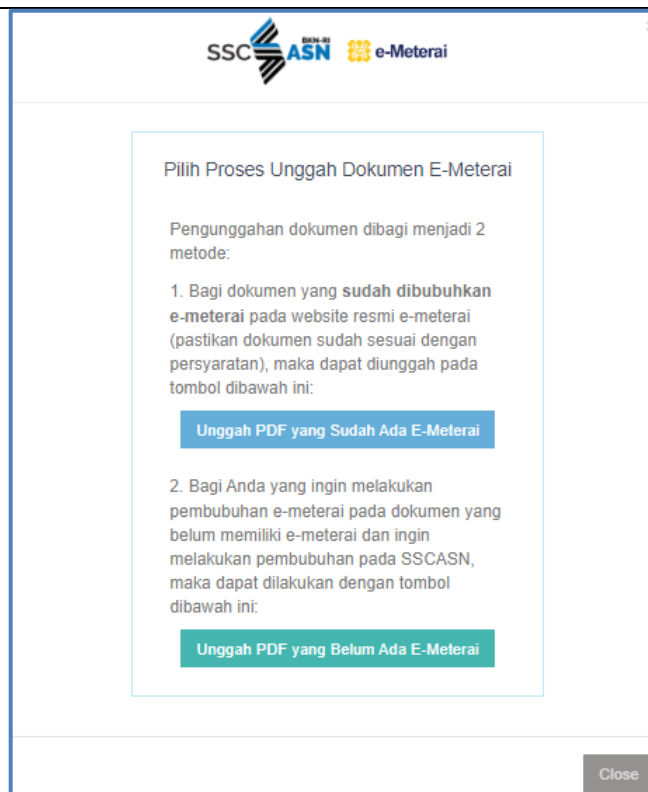 SSC ASN BKN-RI e-Meterai
Pilih Proses Unggah Dokumen E-Meterai
Pengunggahan dokumen dibagi menjadi 2
metode:
1. Bagi dokumen yang sudah dibubuhkan
e-meterai pada website resmi e-meterai
(pastikan dokumen sudah sesuai dengan
persyaratan), maka dapat diunggah pada
tombol dibawah ini:
Unggah PDF yang Sudah Ada E-Meterai
2. Bagi Anda yang ingin melakukan
pembubuhan e-meterai pada dokumen yang
belum memiliki e-meterai dan ingin
melakukan pembubuhan pada SSCASN,
maka dapat dilakukan dengan tombol
dibawah ini:
Unggah PDF yang Belum Ada E-Meterai
Close